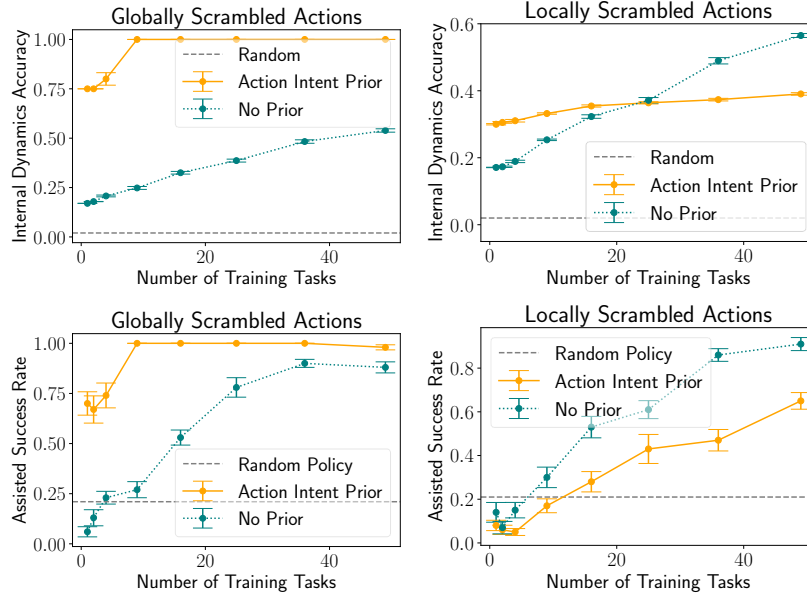 Globally Scrambled Actions
Internal Dynamics Accuracy
1.00
0.75
0.50
0.25
0.00
Random
Action Intent Prior
No Prior
0
20
40
Number of Training Tasks
Locally Scrambled Actions
Internal Dynamics Accuracy
0.6
0.4
0.2
0.0
Random
Action Intent Prior
No Prior
0
20
40
Number of Training Tasks
Globally Scrambled Actions
Assisted Success Rate
1.00
0.75
0.50
0.25
0.00
Random Policy
Action Intent Prior
No Prior
0
20
40
Number of Training Tasks
Locally Scrambled Actions
Assisted Success Rate
0.8
0.6
0.4
0.2
0.0
Random Policy
Action Intent Prior
No Prior
0
20
40
Number of Training Tasks